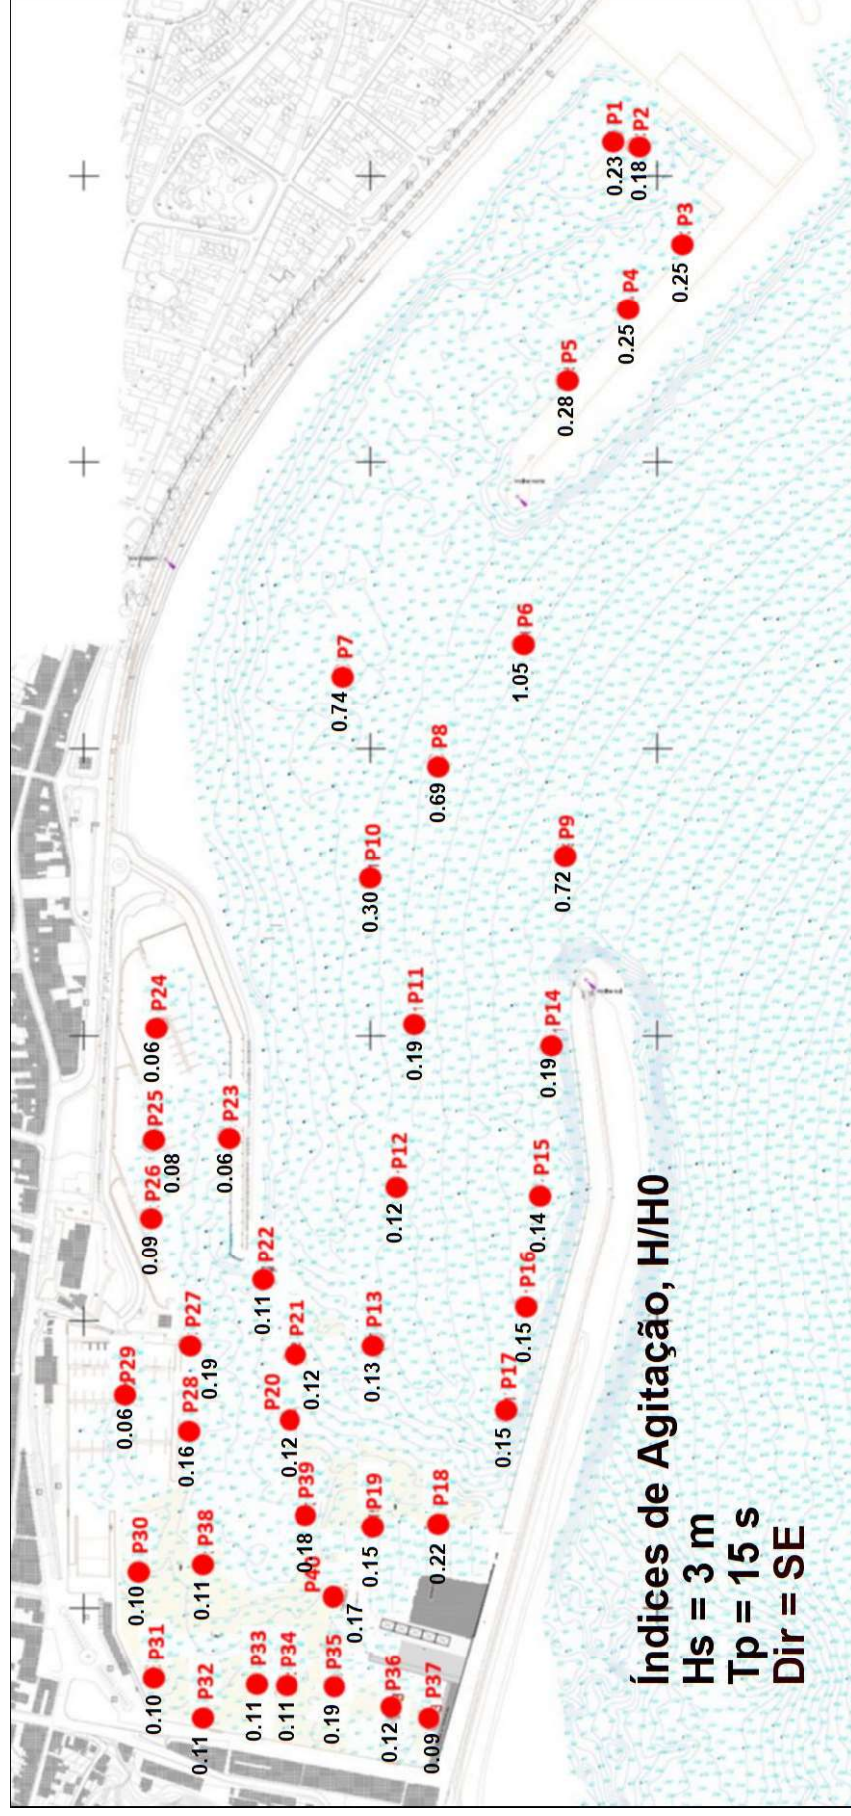 P1
0.23
P2
0.18
P3
0.25
P4
0.25
P5
0.28
P6
1.05
P7
0.74
P8
0.69
P9
0.72
P10
0.30
P11
0.19
P12
0.12
P13
0.13
P14
0.19
P15
0.14
P16
0.15
P17
0.15
P18
0.22
P19
0.15
P20
0.12
P21
0.12
P22
0.11
P23
0.06
P24
0.06
P25
0.08
P26
0.09
P27
0.19
P28
0.16
P29
0.06
P30
0.10
P31
0.10
P32
0.11
P33
0.11
P34
0.11
P35
0.19
P36
0.12
P37
0.09
P38
0.11
P39
0.18
P40
0.17
Índices de Agitação, H/H0
Hs = 3 m
Tp = 15 s
Dir = SE